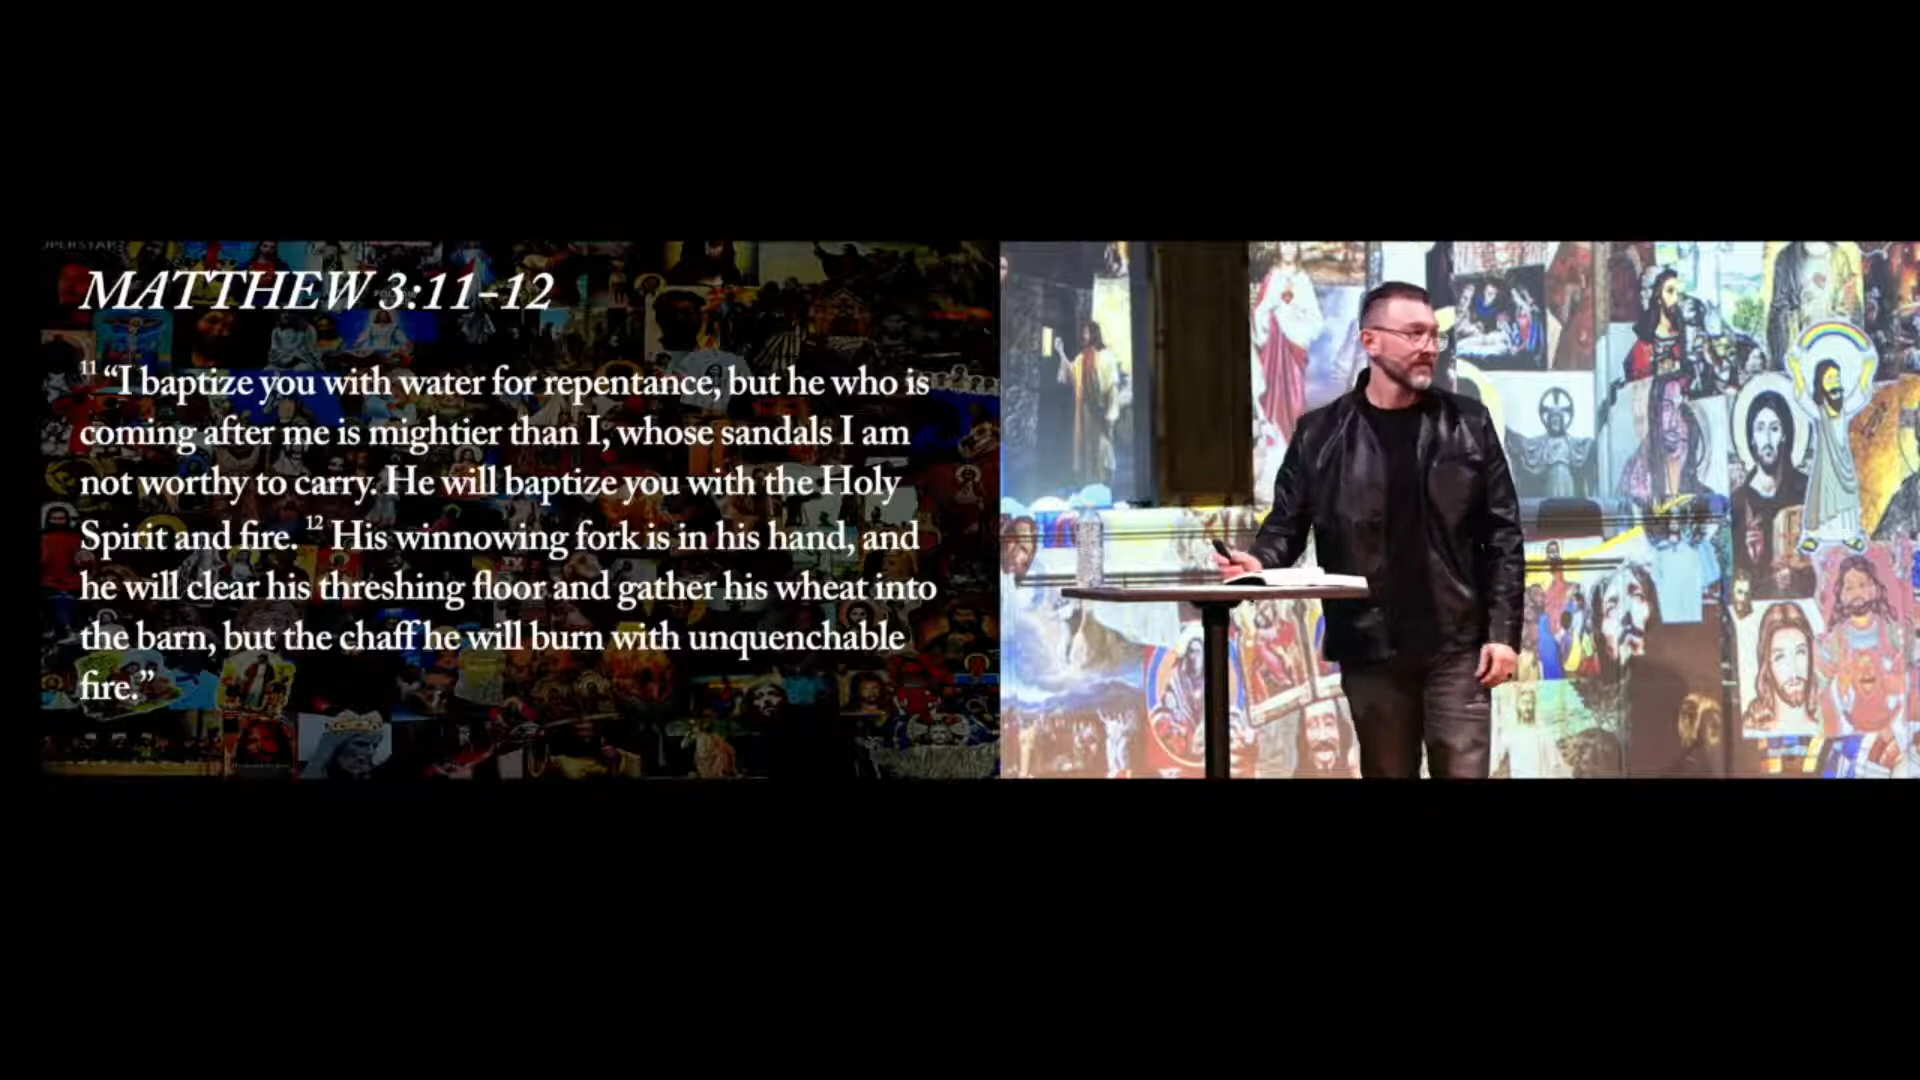 MATTHEW 3:11-12
11 “I baptize you with water for repentance, but he who is
coming after me is mightier than I, whose sandals I am
not worthy to carry. He will baptize you with the Holy
Spirit and fire. 12 His winnowing fork is in his hand, and
he will clear his threshing floor and gather his wheat into
the barn, but the chaff he will burn with unquenchable
fire.”